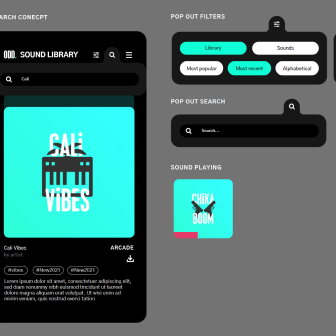 ARCH CONECPT
SOUND LIBRARY
Cali
CALi
ViBES
Cali Vibes
by artist
ARCADE
#vibes
#New2021
#New2021
Lorem ipsum dolor sit amet, consectetuer adipiscing elit,
sed diam nonummy nibh euismod tincidunt ut laoreet
dolore magna aliquam erat volutpat. Ut wisi enim ad
minim veniam, quis nostrud exerci tation
POP OUT FILTERS
Library
Sounds
Most popular
Most recent
Alphabetical
POP OUT SEARCH
Search...
SOUND PLAYING
CHIKA
BOOM